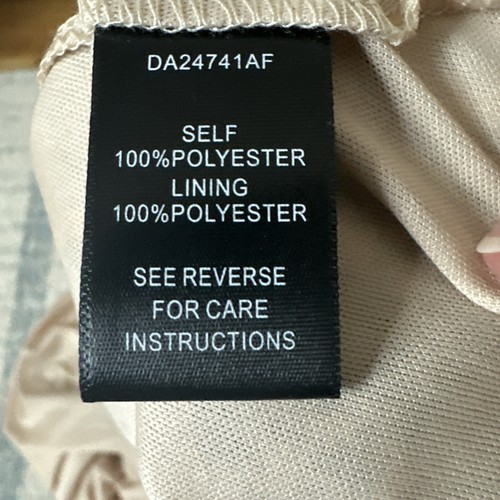 DA24741AF
SELF
100%POLYESTER
LINING
100%POLYESTER
SEE REVERSE
FOR CARE
INSTRUCTIONS